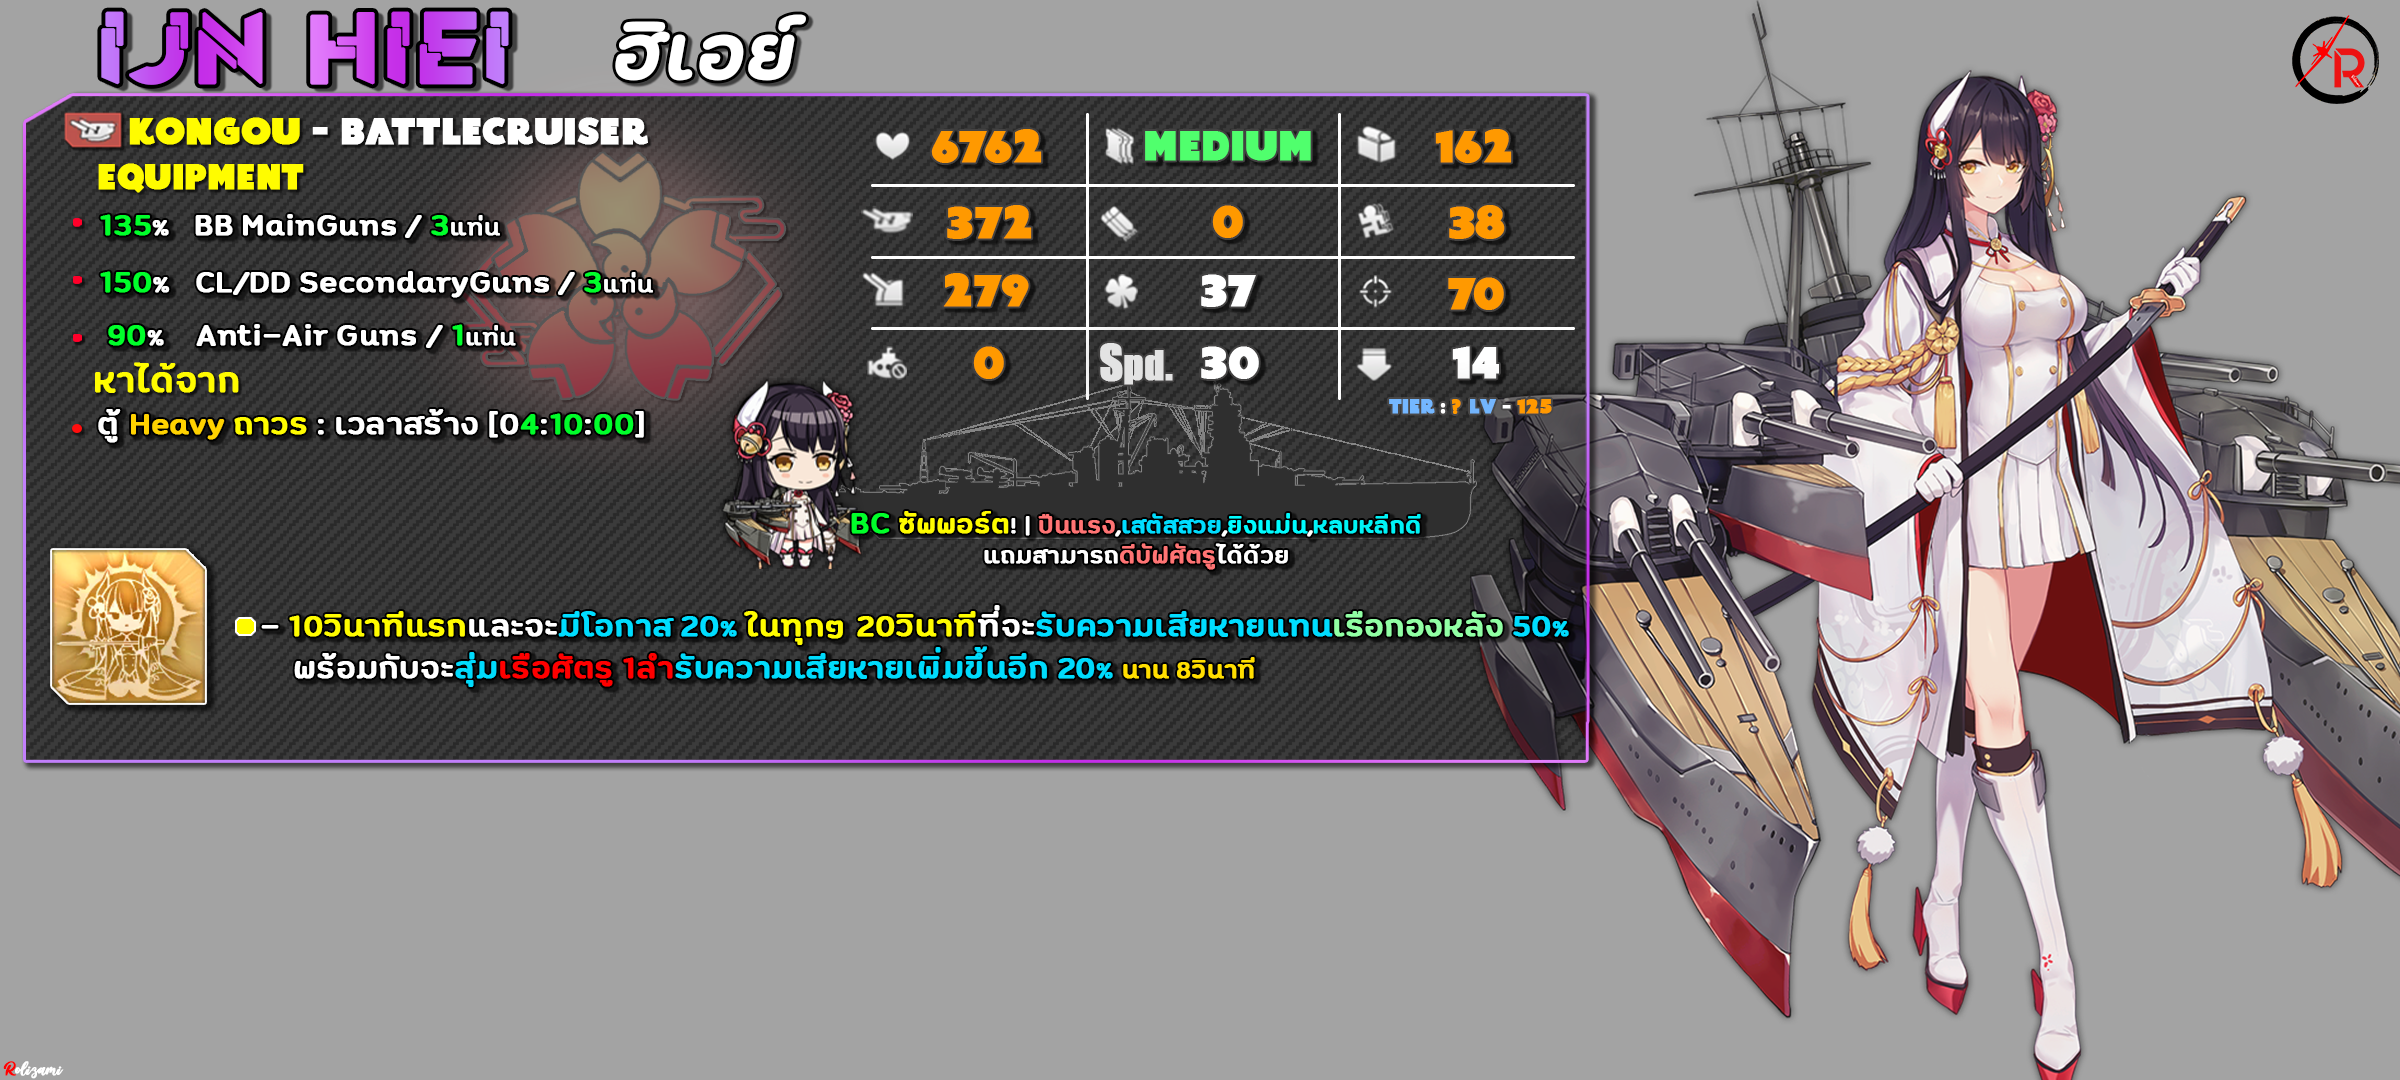 IJN HIEI ฮิเอย์
R
KONGOU - BATTLECRUISER
EQUIPMENT
135% BB MainGuns / 3แท่น
150% CL/DD SecondaryGuns / 3แท่น
90% Anti-Air Guns / 1แท่น
หาได้จาก
ตู้ Heavy ถาวร : เวลาสร้าง [04:10:00]
6762 MEDIUM 162
372 0 38
279 37 70
0 Spd. 30 14
TIER : ? LV - 125
BC ซัพพอร์ต! | ปืนแรง,เสตัสสวย,ยิงแม่น,หลบหลีกดี
แถมสามารถดีบัฟศัตรูได้ด้วย
- 10วินาทีแรกและจะมีโอกาส 20% ในทุกๆ 20วินาทีที่จะรับความเสียหายแทนเรือกองหลัง 50%
พร้อมกับจะสุ่มเรือศัตรู 1ลำรับความเสียหายเพิ่มขึ้นอีก 20% นาน 8วินาที
Rolizami